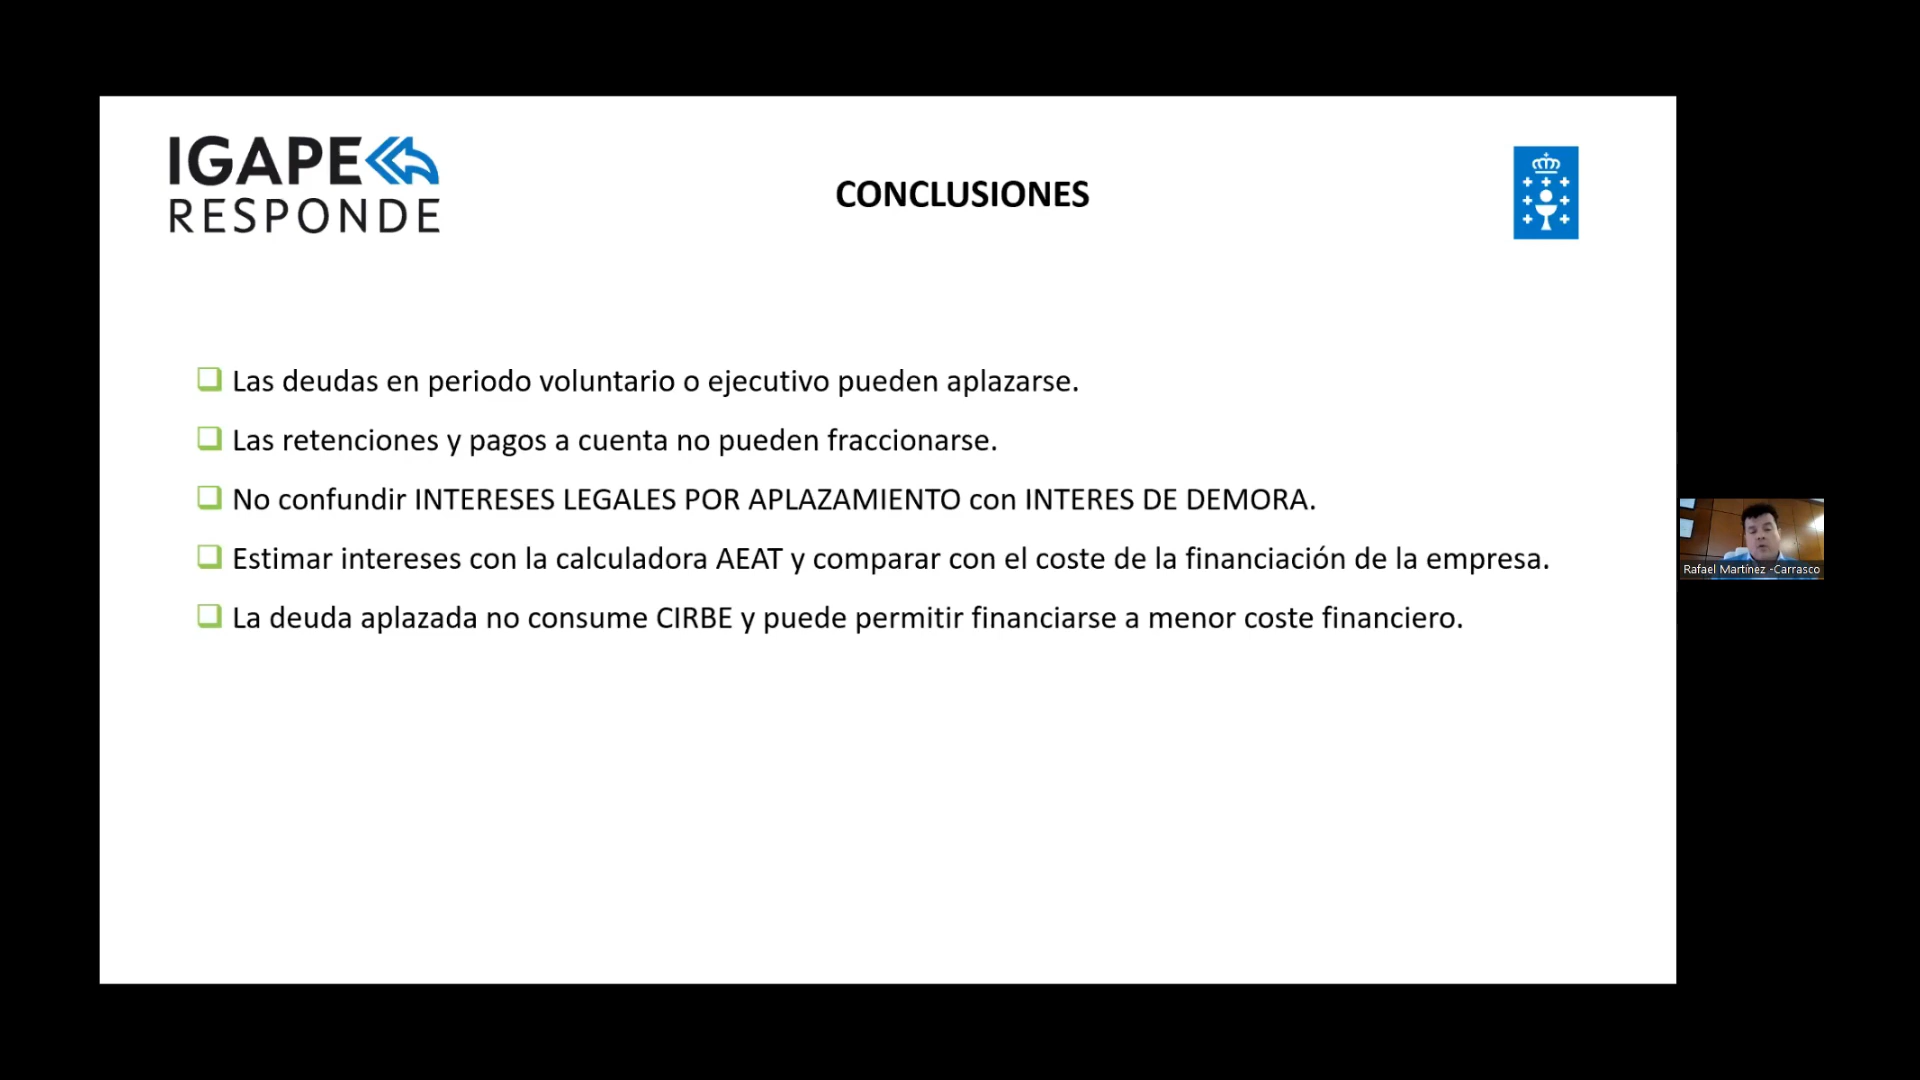 IGAPE
RESPONDE
CONCLUSIONES
Las deudas en periodo voluntario o ejecutivo pueden aplazarse.
Las retenciones y pagos a cuenta no pueden fraccionarse.
No confundir INTERESES LEGALES POR APLAZAMIENTO con INTERES DE DEMORA.
Estimar intereses con la calculadora AEAT y comparar con el coste de la financiación de la empresa.
La deuda aplazada no consume CIRBE y puede permitir financiarse a menor coste financiero.
Rafael Martínez -Carrasco